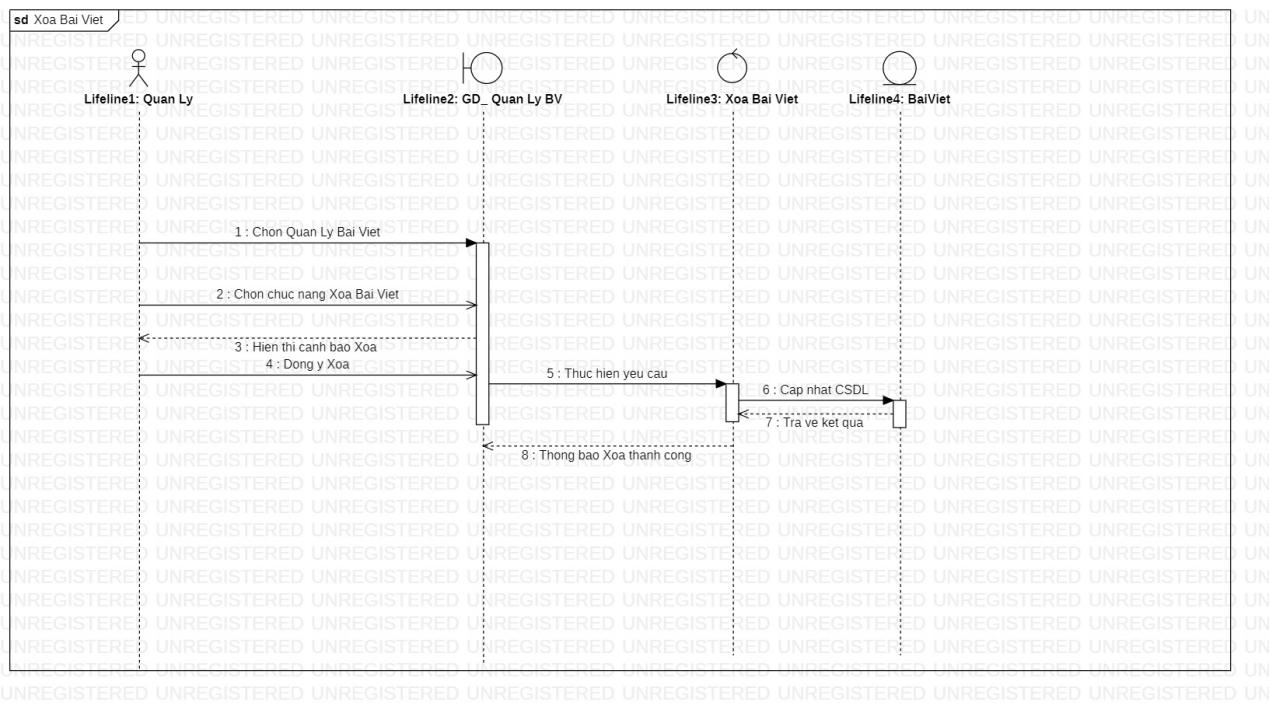 sd Xoa Bai Viet
Lifeline1: Quan Ly
Lifeline2: GD_ Quan Ly BV
Lifeline3: Xoa Bai Viet
Lifeline4: BaiViet
1 : Chon Quan Ly Bai Viet
2 : Chon chuc nang Xoa Bai Viet
3 : Hien thi canh bao Xoa
4 : Dong y Xoa
5 : Thuc hien yeu cau
6 : Cap nhat CSDL
7 : Tra ve ket qua
8 : Thong bao Xoa thanh cong
UNREGISTERED